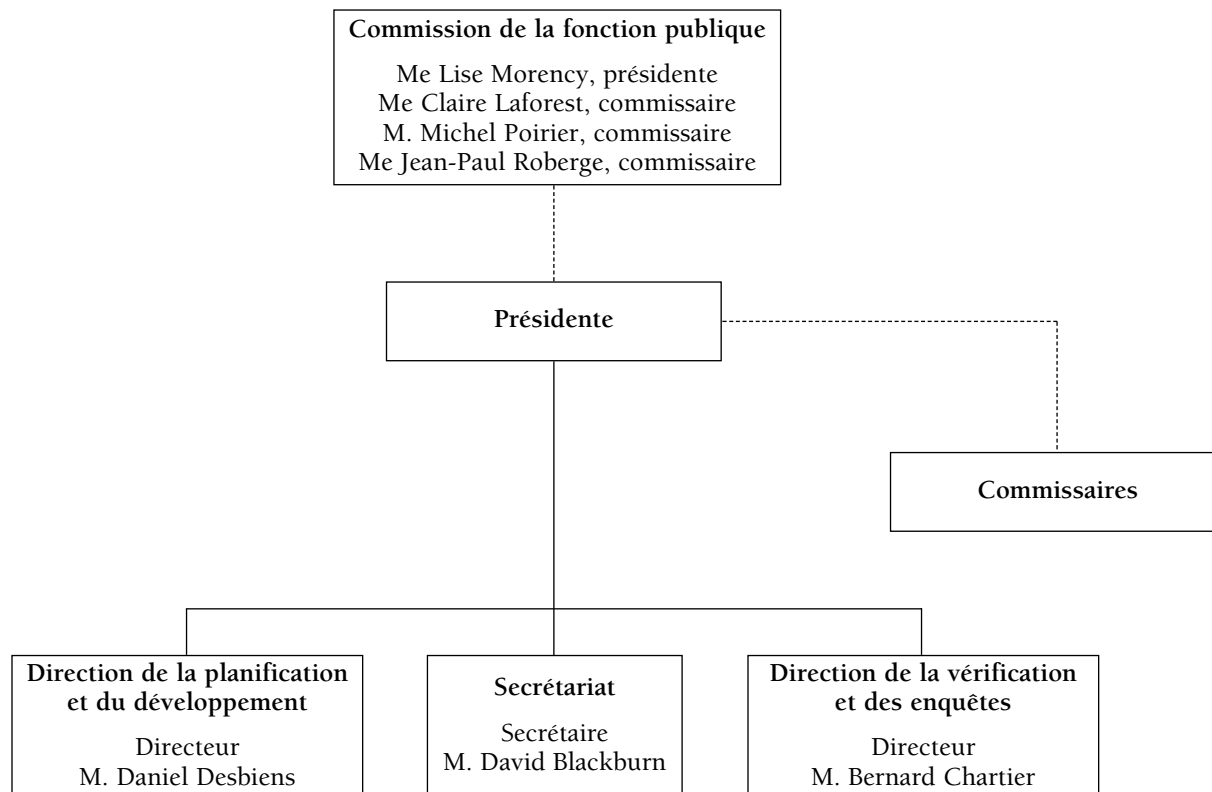 Commission de la fonction publique
Me Lise Morency, présidente
Me Claire Laforest, commissaire
M. Michel Poirier, commissaire
Me Jean-Paul Roberge, commissaire
Présidente
Commissaires
Direction de la planification
et du développement
Directeur
M. Daniel Desbiens
Secrétariat
Secrétaire
M. David Blackburn
Direction de la vérification
et des enquêtes
Directeur
M. Bernard Chartier